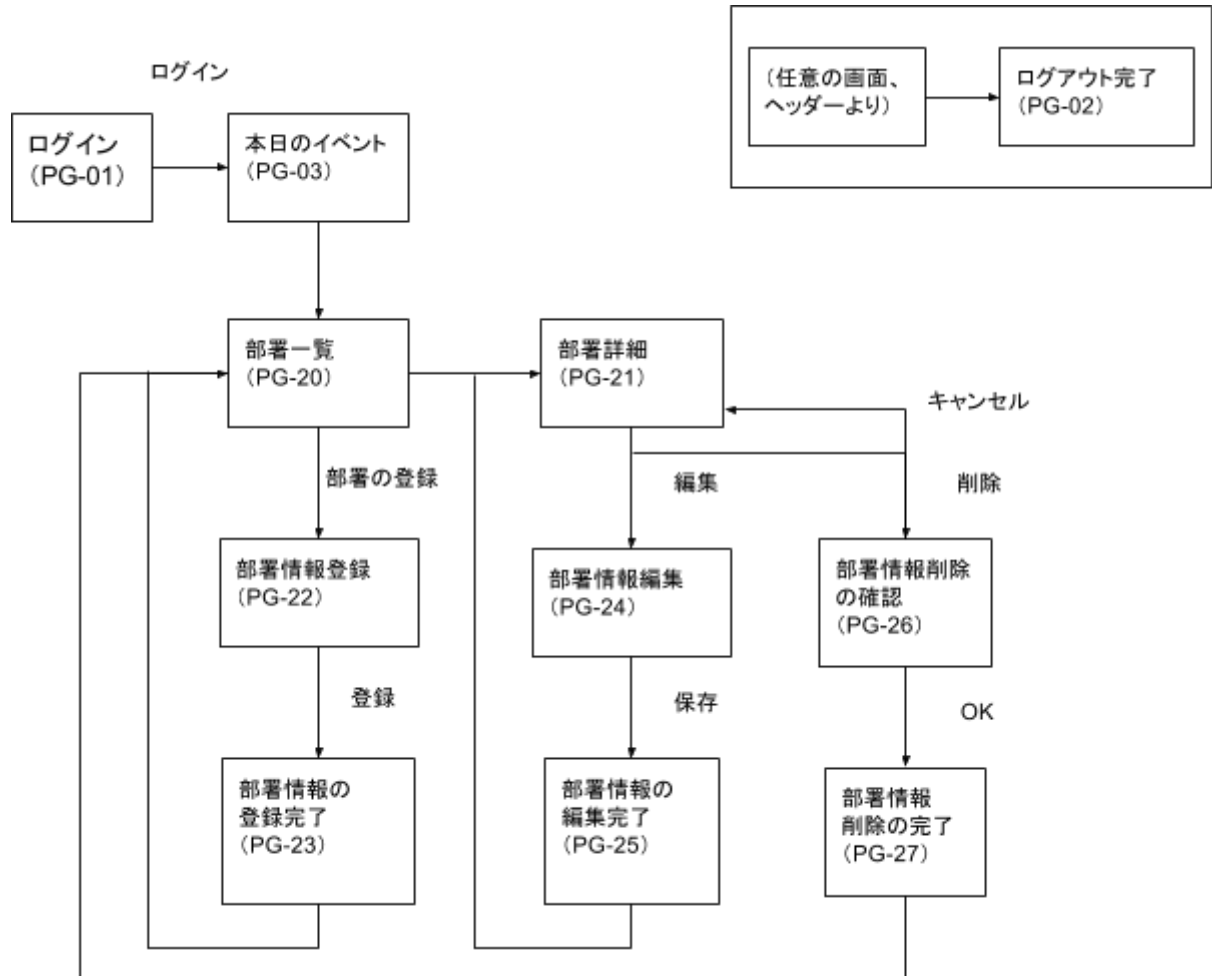 ログイン
ログイン
（PG-01）
本日のイベント
（PG-03）
（任意の画面、
ヘッダーより）
ログアウト完了
（PG-02）
部署一覧
（PG-20）
部署詳細
（PG-21）
キャンセル
部署の登録
編集
削除
部署情報登録
（PG-22）
部署情報編集
（PG-24）
部署情報削除
の確認
（PG-26）
登録
保存
OK
部署情報の
登録完了
（PG-23）
部署情報の
編集完了
（PG-25）
部署情報
削除の完了
（PG-27）